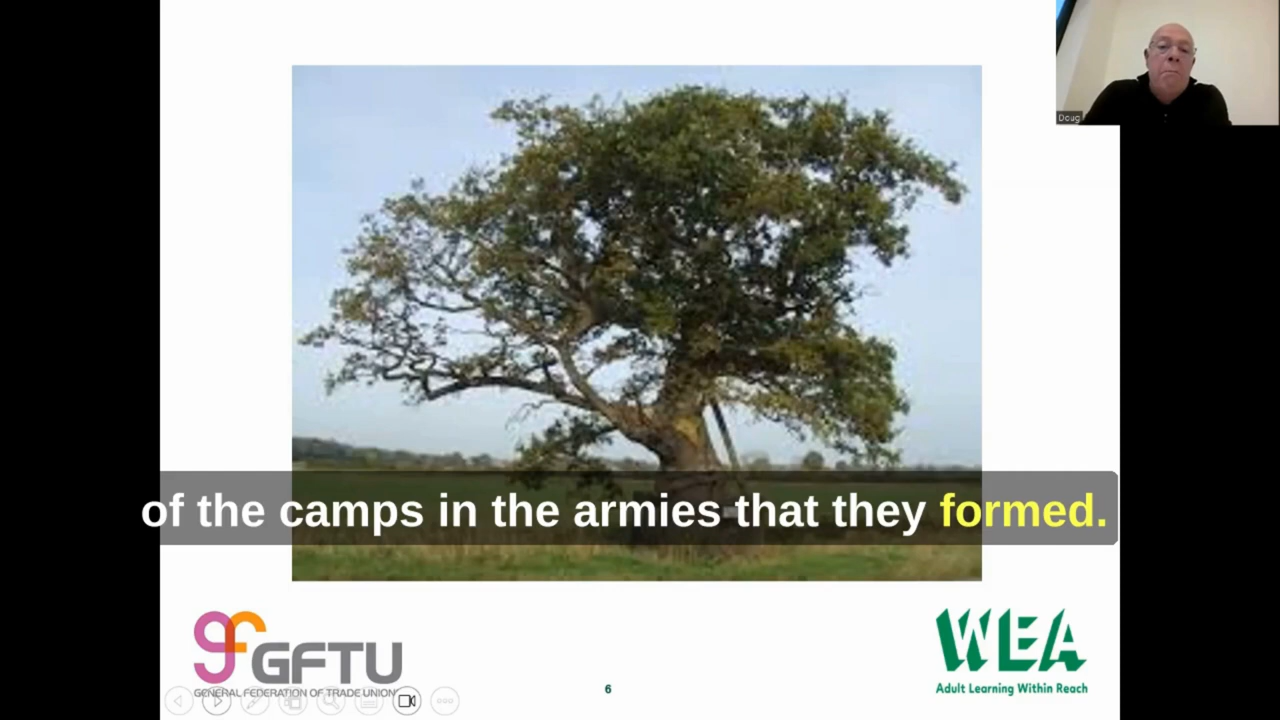 Doug
of the camps in the armies that they formed.
GFTU
GENERAL FEDERATION OF TRADE UNIONS
6
WEA
Adult Learning Within Reach